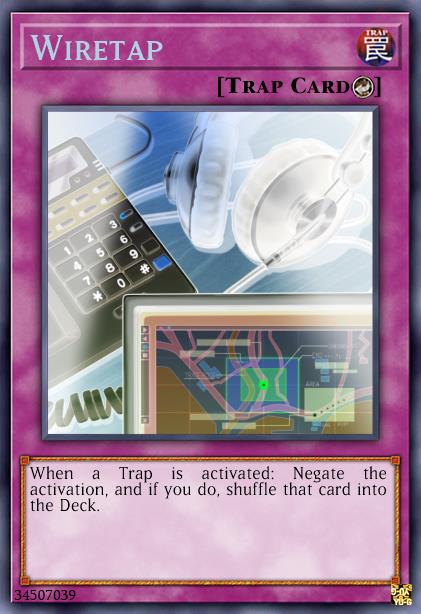 WIRETAP
TRAP
罠
[TRAP CARD]
1 2 3
4 5 6
7 8 9
* 0 #
AREA
When a Trap is activated: Negate the
activation, and if you do, shuffle that card into
the Deck.
34507039